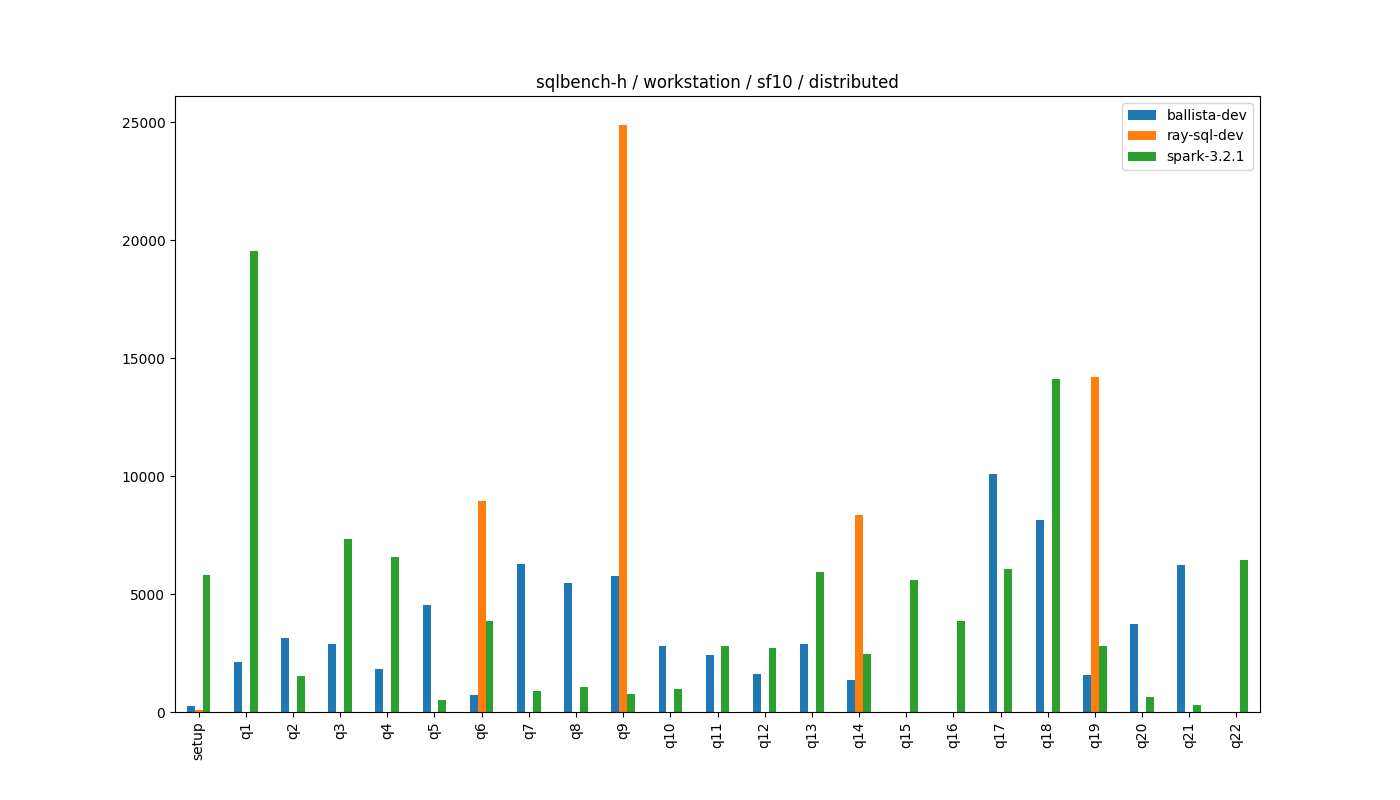 sqlbench-h / workstation / sf10 / distributed
ballista-dev
ray-sql-dev
spark-3.2.1
25000
20000
15000
10000
5000
0
setup
q1
q2
q3
q4
q5
q6
q7
q8
q9
q10
q11
q12
q13
q14
q15
q16
q17
q18
q19
q20
q21
q22